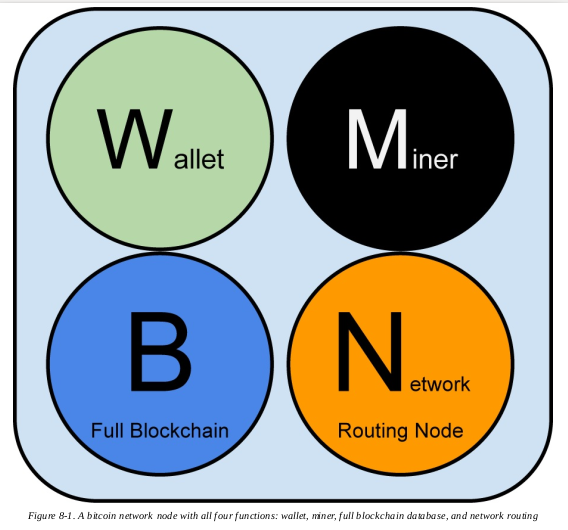 Wallet
Miner
B
Full Blockchain
Network
Routing Node
Figure 8-1. A bitcoin network node with all four functions: wallet, miner, full blockchain database, and network routing